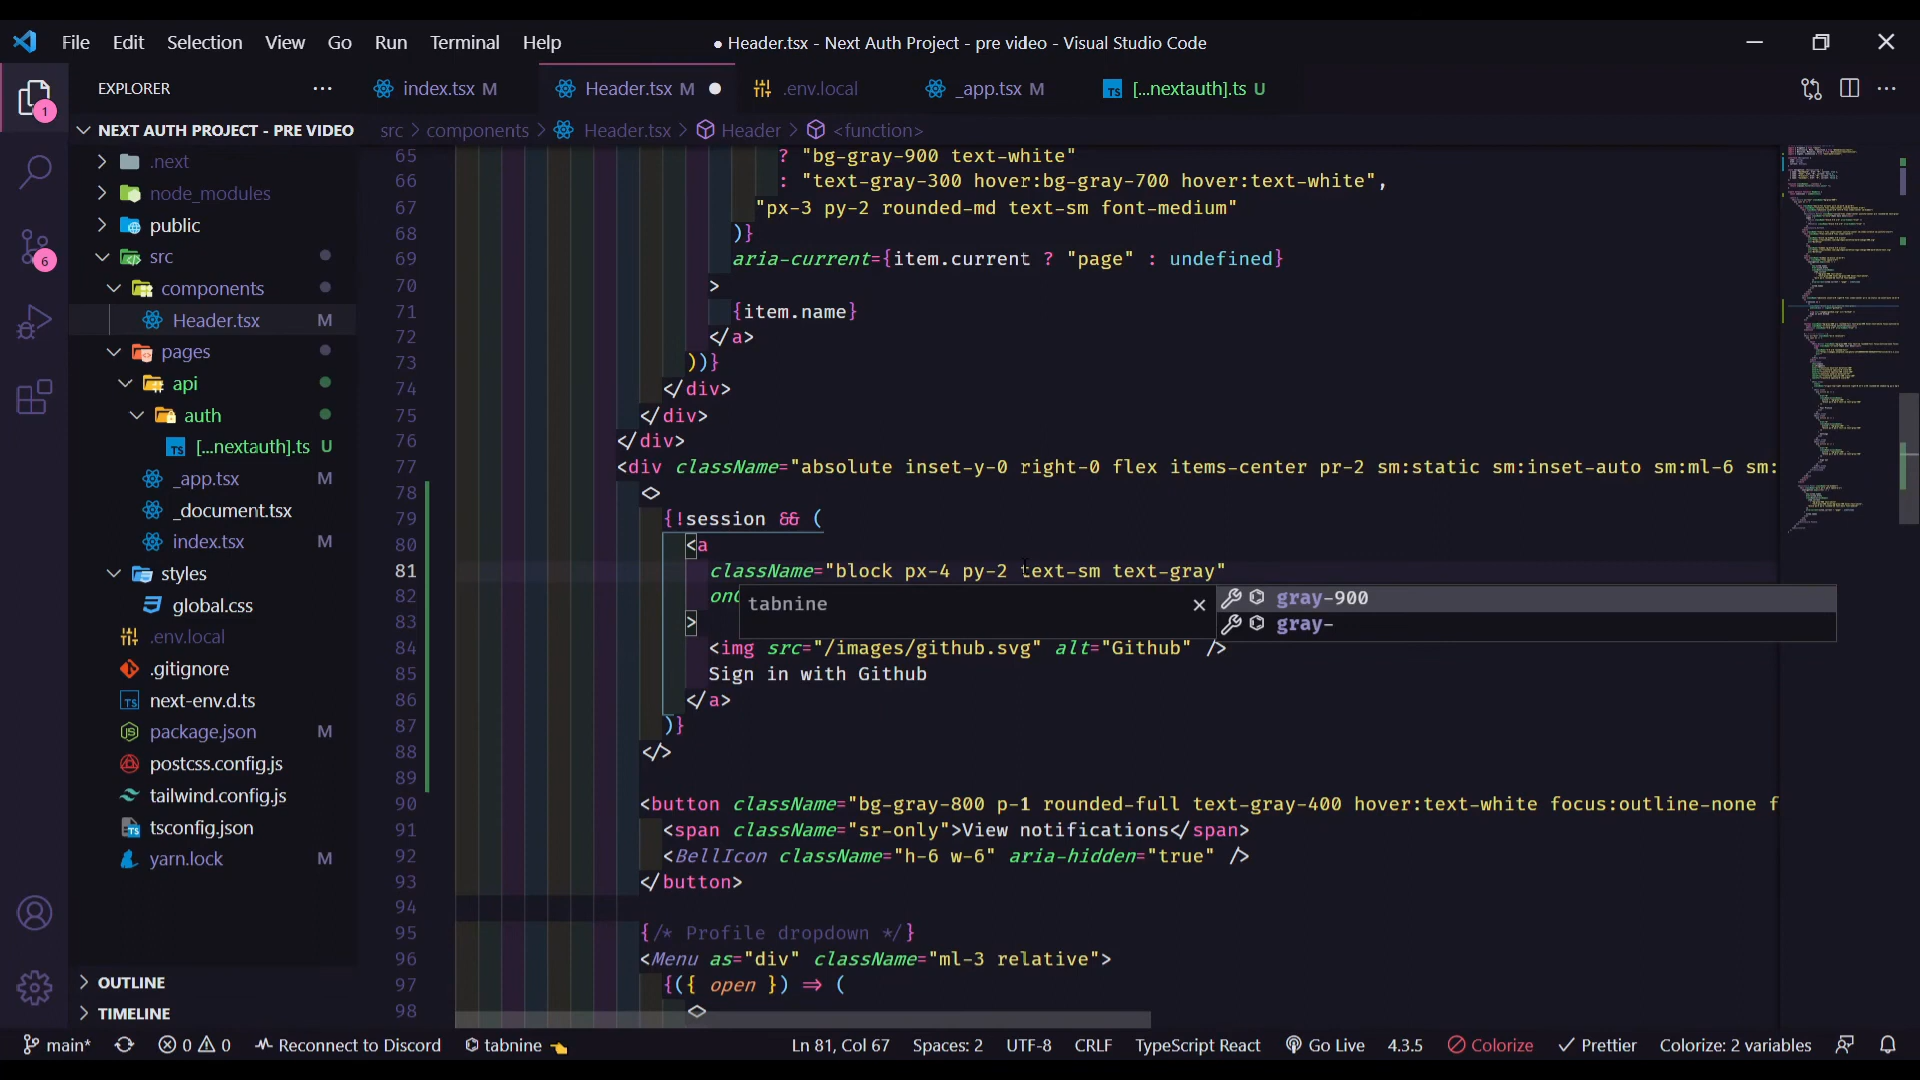 File Edit Selection View Go Run Terminal Help
● Header.tsx - Next Auth Project - pre video - Visual Studio Code
EXPLORER ···
index.tsx M
Header.tsx M
.env.local
_app.tsx M
TS [...nextauth].ts U
1
6
NEXT AUTH PROJECT - PRE VIDEO
.next
node_modules
public
src
components
Header.tsx M
pages
api
auth
TS [...nextauth].ts U
_app.tsx M
_document.tsx
index.tsx M
styles
global.css
.env.local
.gitignore
next-env.d.ts
package.json M
postcss.config.js
tailwind.config.js
tsconfig.json
yarn.lock M
OUTLINE
TIMELINE
src > components > Header.tsx > Header > <function>
65 ? "bg-gray-900 text-white"
66 : "text-gray-300 hover:bg-gray-700 hover:text-white",
67 "px-3 py-2 rounded-md text-sm font-medium"
68 )}
69 aria-current={item.current ? "page" : undefined}
70 >
71 {item.name}
72 </a>
73 ))}
74 </div>
75 </div>
76 </div>
77 <div className="absolute inset-y-0 right-0 flex items-center pr-2 sm:static sm:inset-auto sm:ml-6 sm:
78 <>
79 {!session && (
80 <a
81 className="block px-4 py-2 text-sm text-gray"
82 on
tabnine ×
gray-900
gray-
83 >
84 <img src="/images/github.svg" alt="Github" />
85 Sign in with Github
86 </a>
87 )}
88 </>
89
90 <button className="bg-gray-800 p-1 rounded-full text-gray-400 hover:text-white focus:outline-none f
91 <span className="sr-only">View notifications</span>
92 <BellIcon className="h-6 w-6" aria-hidden="true" />
93 </button>
94
95 {/* Profile dropdown */}
96 <Menu as="div" className="ml-3 relative">
97 {({ open }) => (
98 <>
main* 0 0 Reconnect to Discord tabnine Ln 81, Col 67 Spaces: 2 UTF-8 CRLF TypeScript React Go Live 4.3.5 Colorize Prettier Colorize: 2 variables